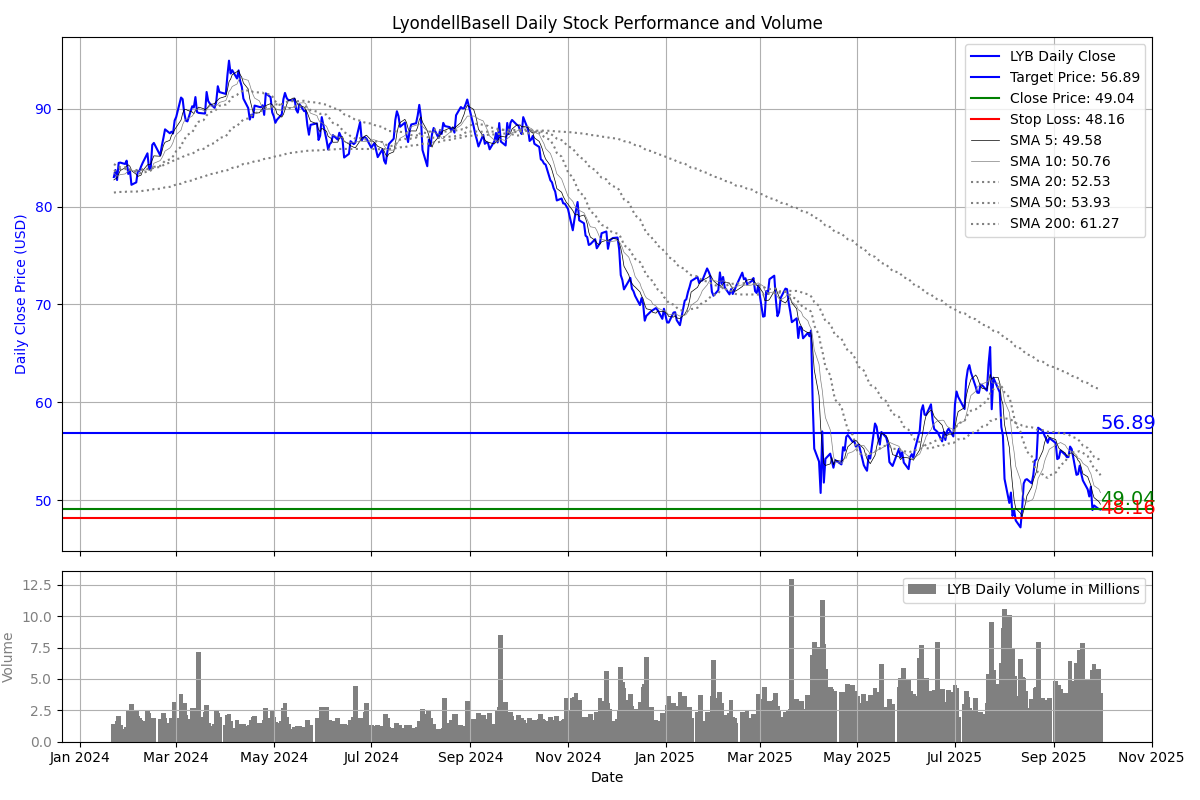 LyondellBasell Daily Stock Performance and Volume
Daily Close Price (USD)
90
80
70
60
50
LYB Daily Close
Target Price: 56.89
Close Price: 49.04
Stop Loss: 48.16
SMA 5: 49.58
SMA 10: 50.76
SMA 20: 52.53
SMA 50: 53.93
SMA 200: 61.27
56.89
49.04
48.16
Volume
12.5
10.0
7.5
5.0
2.5
0.0
LYB Daily Volume in Millions
Jan 2024 Mar 2024 May 2024 Jul 2024 Sep 2024 Nov 2024 Jan 2025 Mar 2025 May 2025 Jul 2025 Sep 2025 Nov 2025
Date